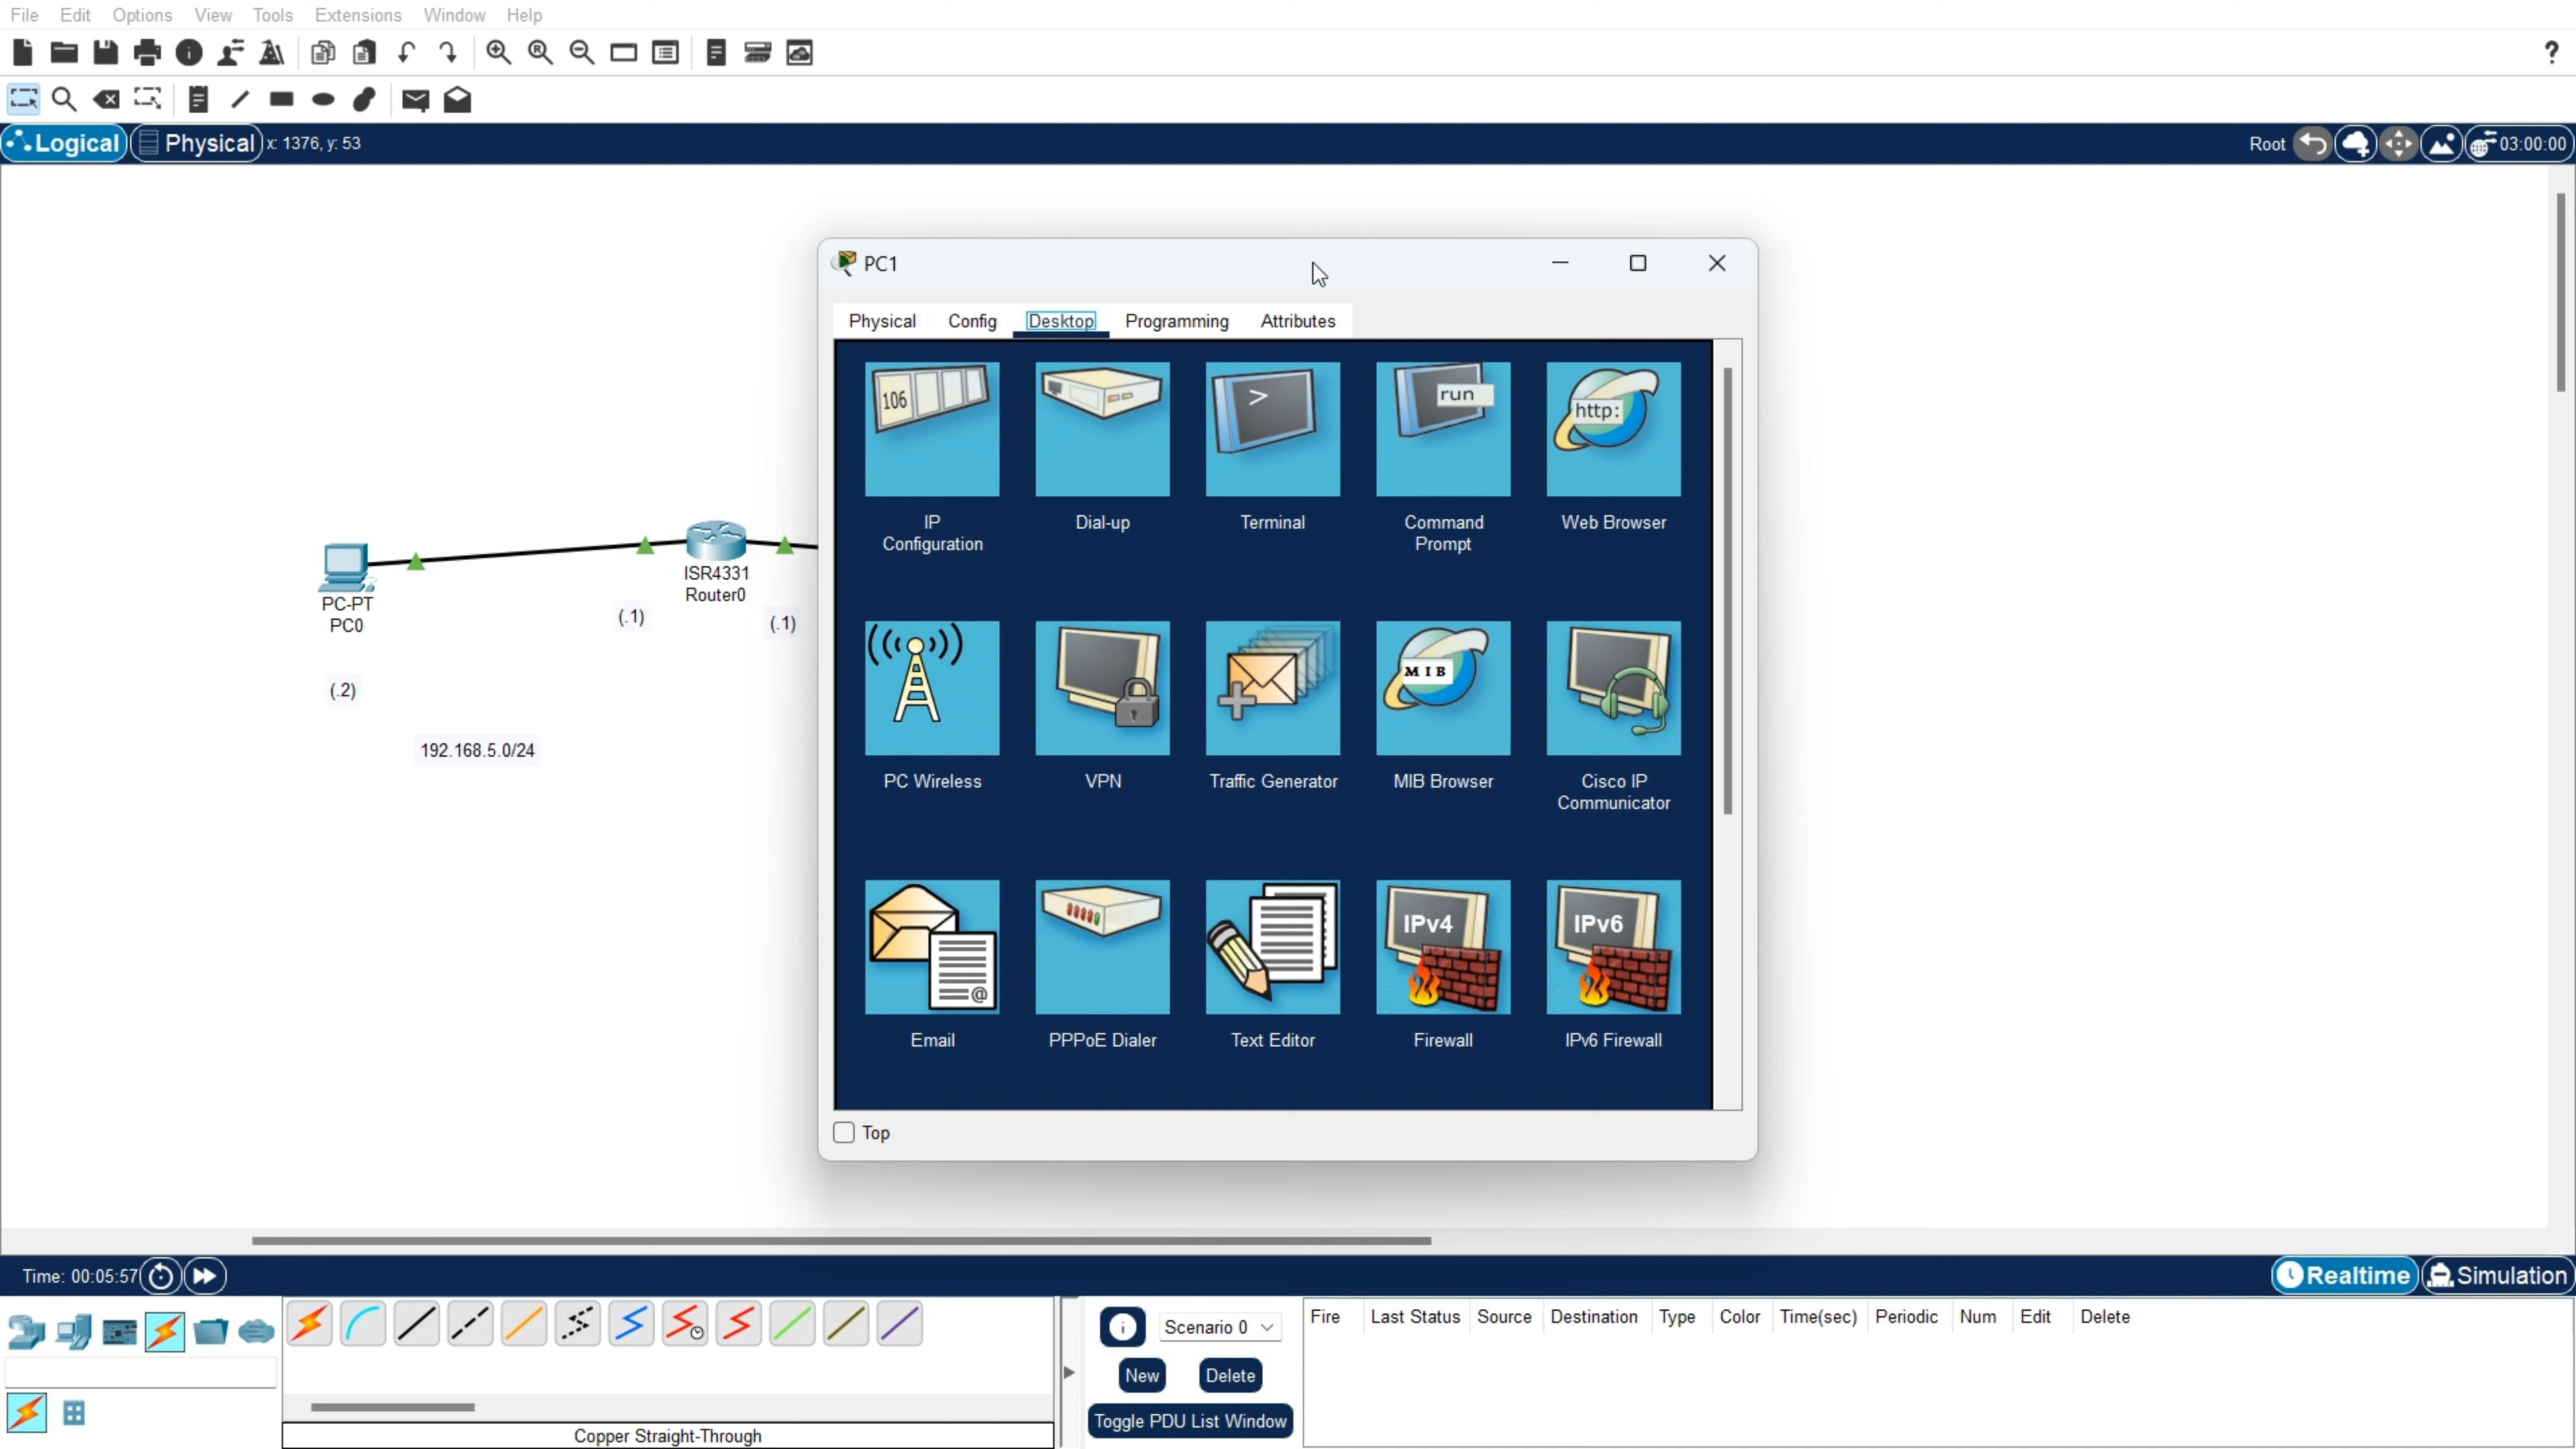 File Edit Options View Tools Extensions Window Help
?
Logical Physical x: 1376, y: 53 Root 03:00:00
PC1
Physical Config Desktop Programming Attributes
106 > run http:
IP Configuration
Dial-up
Terminal
Command Prompt
Web Browser
PC-PT
PC0
ISR4331
Router0
(.1)
(.1)
(.2)
192.168.5.0/24
MIB
PC Wireless
VPN
Traffic Generator
MIB Browser
Cisco IP Communicator
@
IPv4 IPv6
Email
PPPoE Dialer
Text Editor
Firewall
IPv6 Firewall
Top
Time: 00:05:57 Realtime Simulation
Scenario 0
New Delete
Toggle PDU List Window
Fire Last Status Source Destination Type Color Time(sec) Periodic Num Edit Delete
Copper Straight-Through